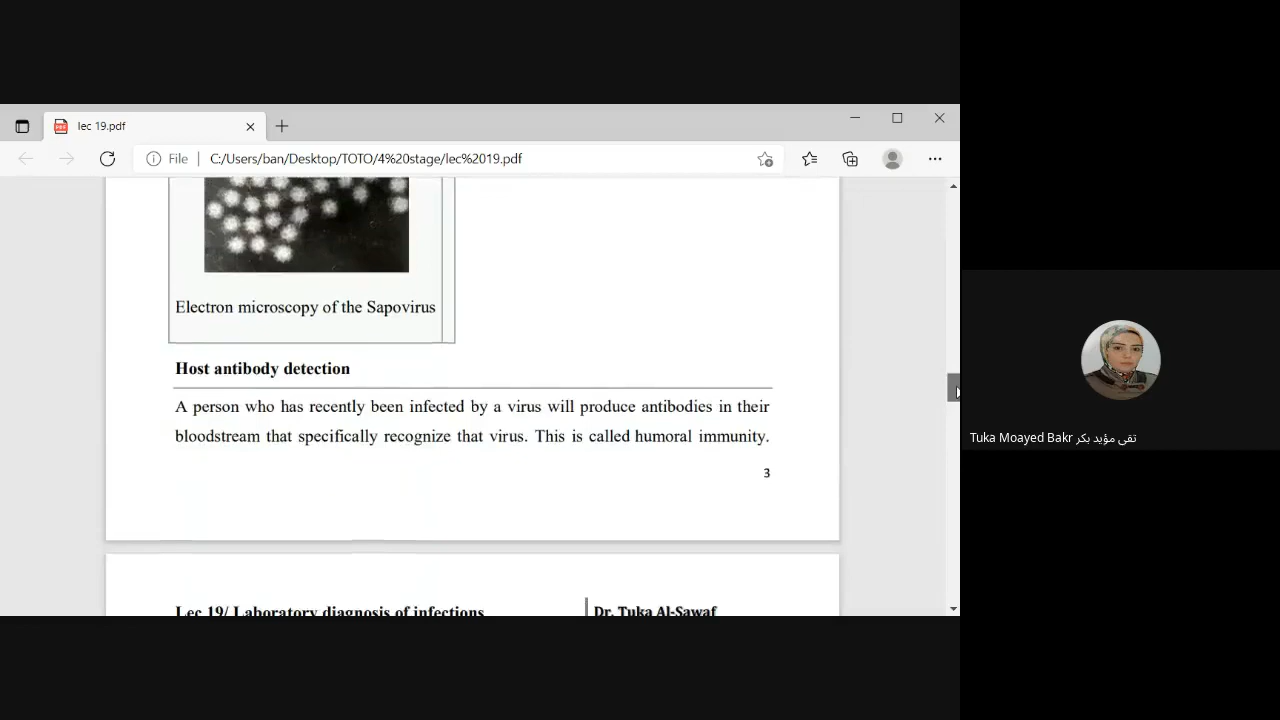 lec 19.pdf
File
C:/Users/ban/Desktop/TOTO/4%20stage/lec%2019.pdf
Electron microscopy of the Sapovirus
Host antibody detection
A person who has recently been infected by a virus will produce antibodies in their
bloodstream that specifically recognize that virus. This is called humoral immunity.
3
Lec 19/ Laboratory diagnosis of infections
Dr. Tuka Al-Sawaf
Tuka Moayed Bakr تقى مؤيد بكر